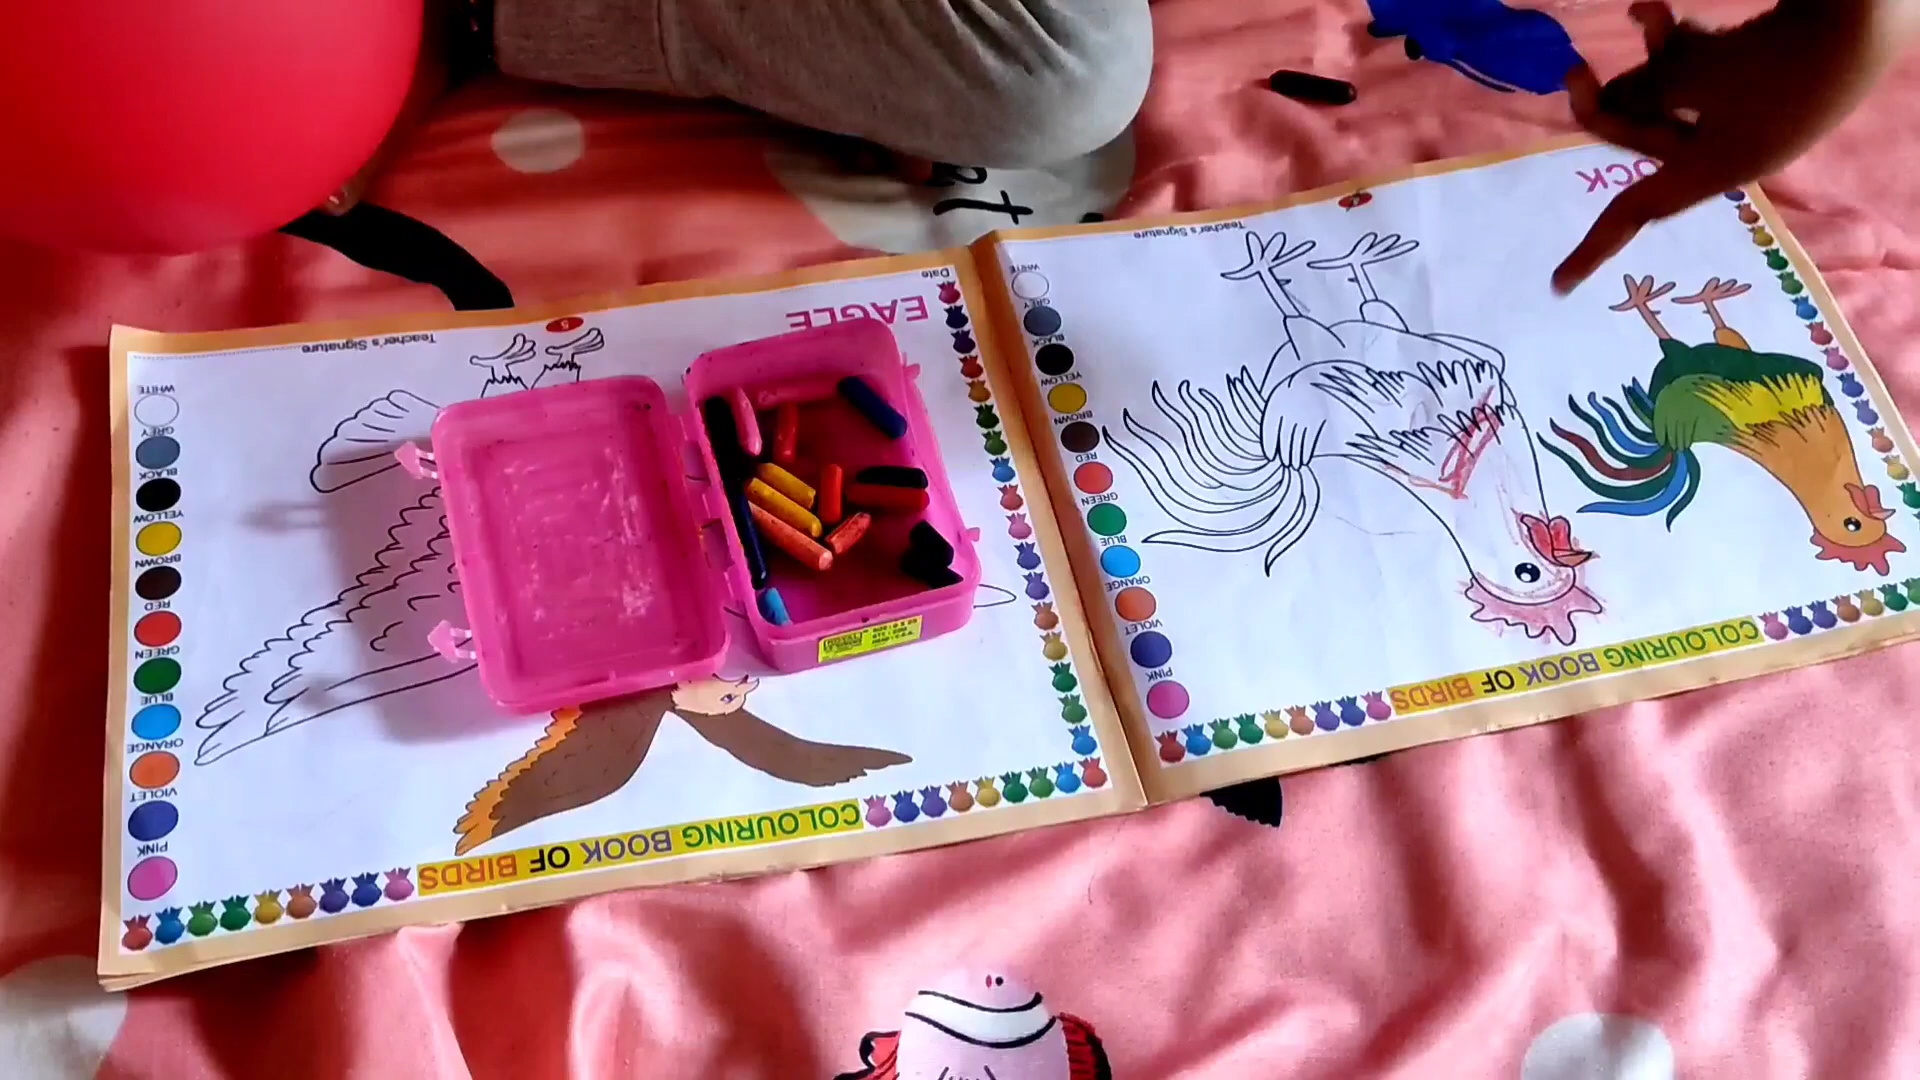 EAGLE
Date
Teacher's Signature
5
WHITE
GREY
BLACK
YELLOW
BROWN
RED
GREEN
BLUE
ORANGE
VIOLET
PINK
COLOURING BOOK OF BIRDS
OCK
Teacher's Signature
WHITE
GREY
BLACK
YELLOW
BROWN
RED
GREEN
BLUE
ORANGE
VIOLET
PINK
COLOURING BOOK OF BIRDS